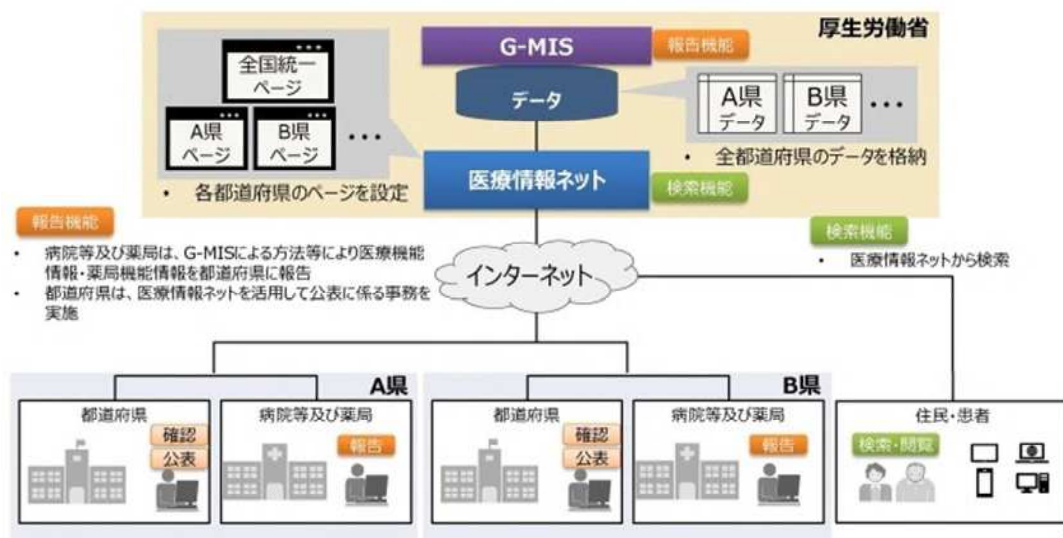 厚生労働省
全国統一
ページ
A県
ページ
B県
ページ
•••
• 各都道府県のページを設定
G-MIS
報告機能
データ
A県
データ
B県
データ
•••
• 全都道府県のデータを格納
医療情報ネット
検索機能
報告機能
• 病院等及び薬局は、G-MISによる方法等により医療機能
情報・薬局機能情報を都道府県に報告
• 都道府県は、医療情報ネットを活用して公表に係る事務を
実施
インターネット
検索機能
• 医療情報ネットから検索
A県
都道府県
確認
公表
病院等及び薬局
報告
B県
都道府県
確認
公表
病院等及び薬局
報告
住民・患者
検索・閲覧